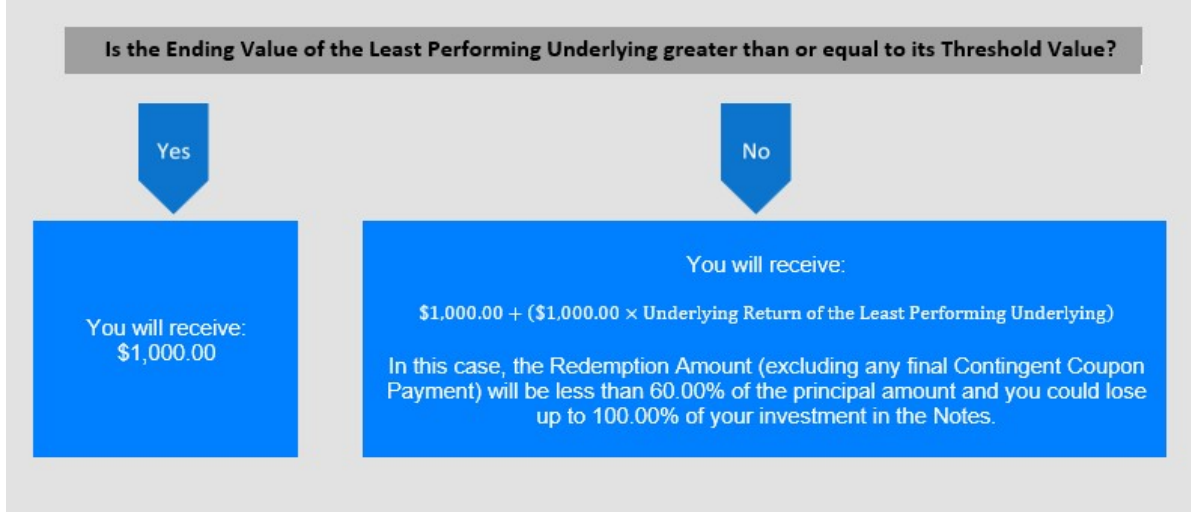 Is the Ending Value of the Least Performing Underlying greater than or equal to its Threshold Value?
Yes
No
You will receive:
$1,000.00
You will receive:
$1,000.00 + ($1,000.00 × Underlying Return of the Least Performing Underlying)
In this case, the Redemption Amount (excluding any final Contingent Coupon
Payment) will be less than 60.00% of the principal amount and you could lose
up to 100.00% of your investment in the Notes.